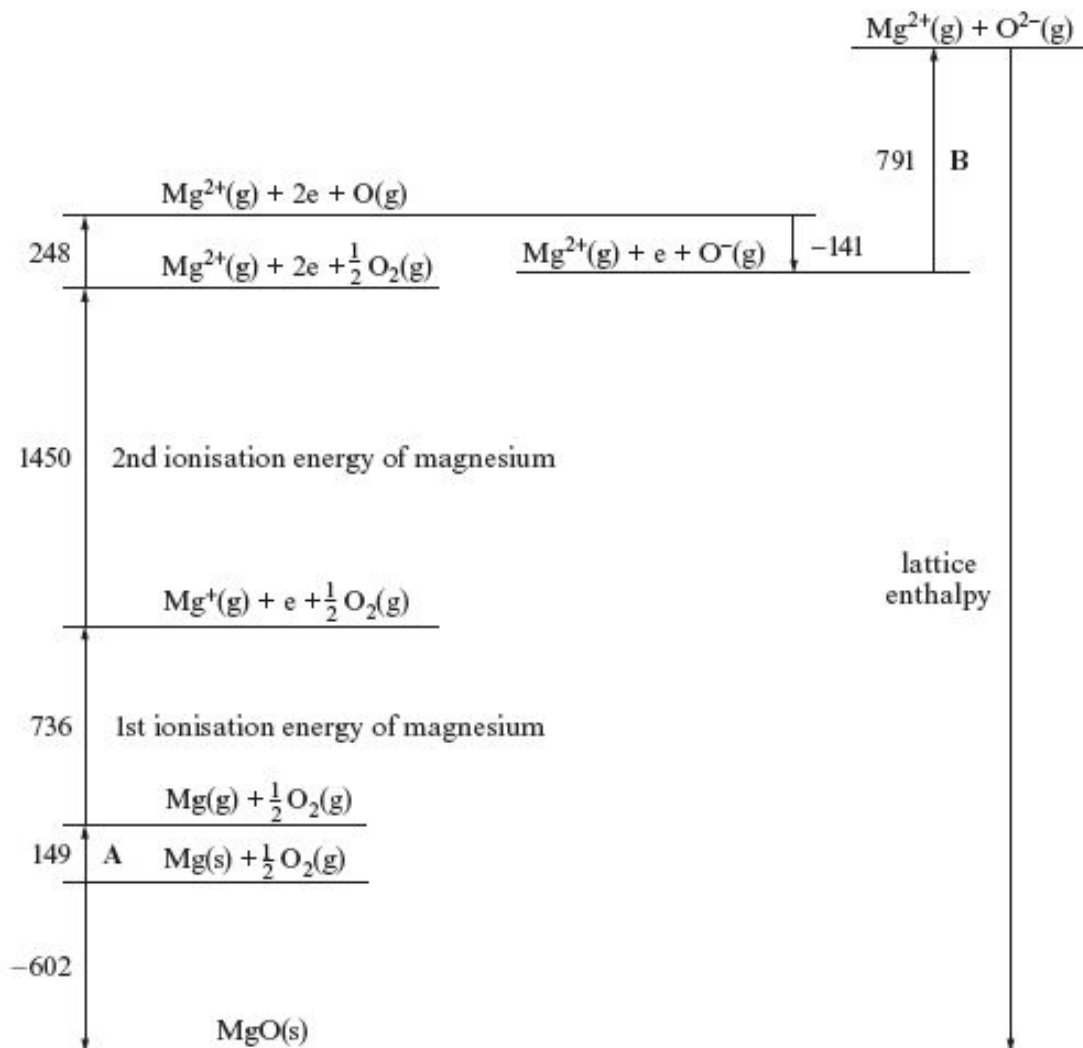 Mg²⁺(g) + O²⁻(g)
791 B
Mg²⁺(g) + 2e + O(g)
248
Mg²⁺(g) + 2e + ½ O₂(g)
Mg²⁺(g) + e + O⁻(g)
−141
1450 2nd ionisation energy of magnesium
lattice
enthalpy
Mg⁺(g) + e + ½ O₂(g)
736 1st ionisation energy of magnesium
Mg(g) + ½ O₂(g)
149 A Mg(s) + ½ O₂(g)
−602
MgO(s)